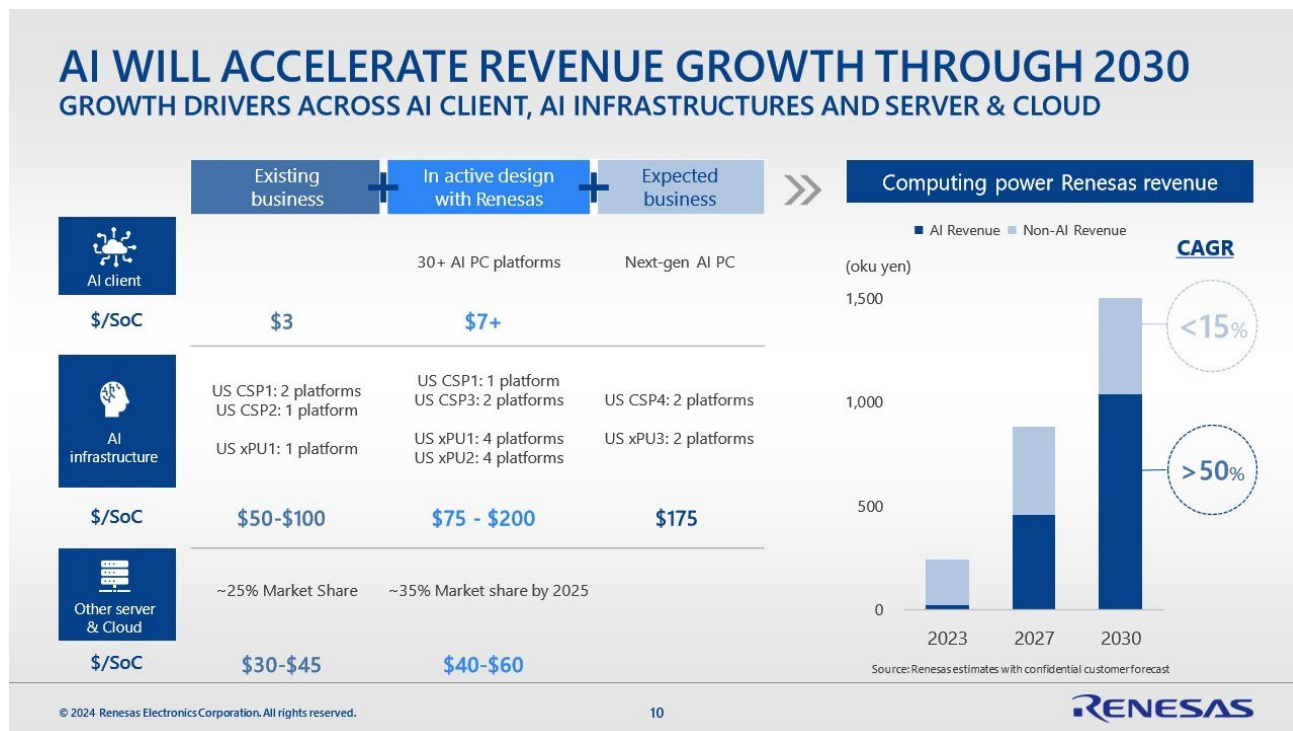 AI WILL ACCELERATE REVENUE GROWTH THROUGH 2030
GROWTH DRIVERS ACROSS AI CLIENT, AI INFRASTRUCTURES AND SERVER & CLOUD
Existing
business
+
In active design
with Renesas
+
Expected
business
Computing power Renesas revenue
AI client
30+ AI PC platforms
Next-gen AI PC
$/SoC
$3
$7+
AI
infrastructure
US CSP1: 2 platforms
US CSP2: 1 platform
US xPU1: 1 platform
US CSP1: 1 platform
US CSP3: 2 platforms
US xPU1: 4 platforms
US xPU2: 4 platforms
US CSP4: 2 platforms
US xPU3: 2 platforms
$/SoC
$50-$100
$75 - $200
$175
Other server
& Cloud
~25% Market Share
~35% Market share by 2025
$/SoC
$30-$45
$40-$60
AI Revenue
Non-AI Revenue
CAGR
(oku yen)
1,500
1,000
500
0
<15%
>50%
2023
2027
2030
Source: Renesas estimates with confidential customer forecast
© 2024 Renesas Electronics Corporation. All rights reserved.
10
RENESAS